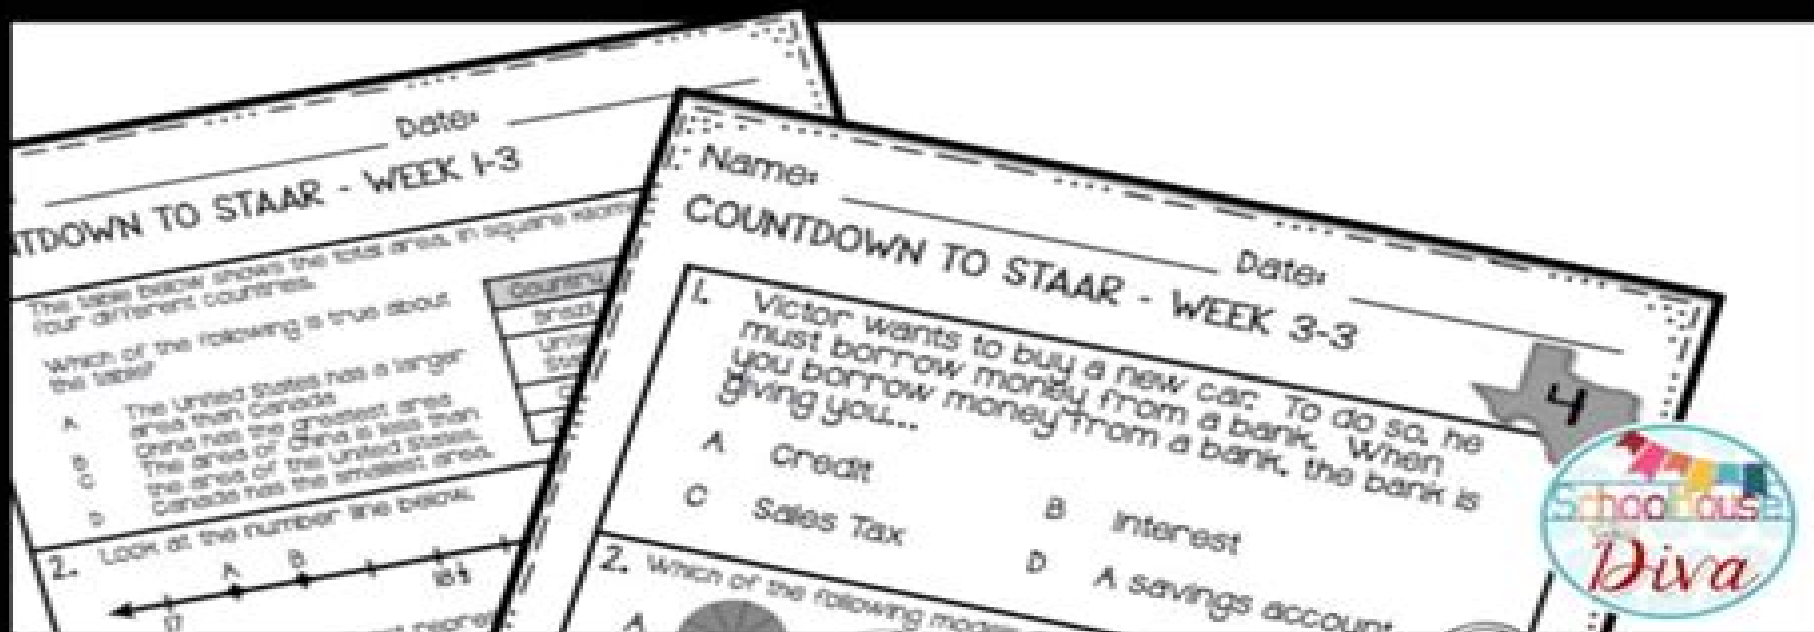 Date:
NTDOWN TO STAAR - WEEK 1-3
The table below shows the total area, in square
four different countries.
Which of the following is true about
the table?
A The United States has a larger
area than Canada.
B China has the greatest area
C The area of China is less than
the area of the United States.
D Canada has the smallest area.
Country
Brazil
2. Look at the number line below.
A B
17 18
Name:
Date:
COUNTDOWN TO STAAR - WEEK 3-3
4
1. Victor wants to buy a new car. To do so, he
must borrow money from a bank. When
you borrow money from a bank, the bank is
giving you...
A Credit
B Interest
C Sales Tax
D A savings account
2. Which of the following
A
Schoolhouse
Diva